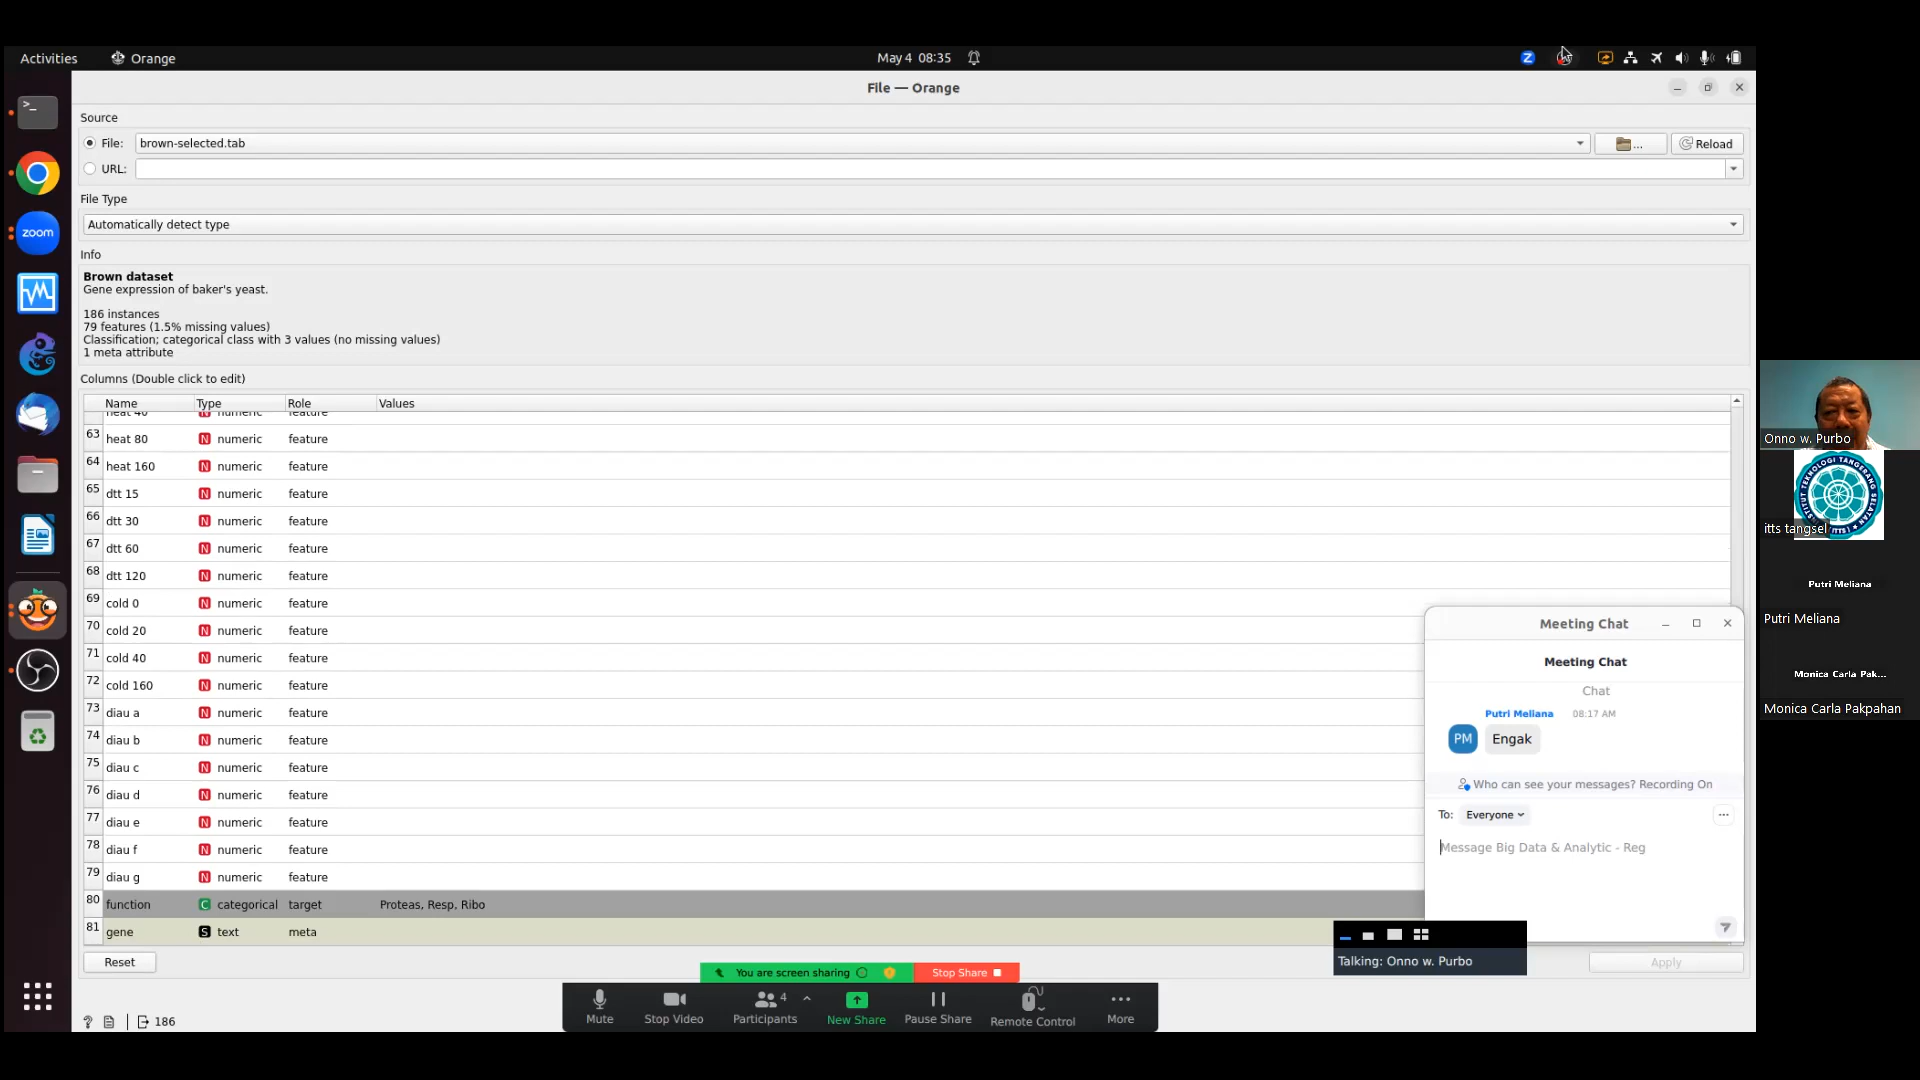 Activities
Orange
May 4 08:35
File — Orange
Source
File:
brown-selected.tab
...
Reload
URL:
File Type
Automatically detect type
Info
Brown dataset
Gene expression of baker's yeast.
186 instances
79 features (1.5% missing values)
Classification; categorical class with 3 values (no missing values)
1 meta attribute
Columns (Double click to edit)
Name Type Role Values
heat 40 N numeric feature
63 heat 80 N numeric feature
64 heat 160 N numeric feature
65 dtt 15 N numeric feature
66 dtt 30 N numeric feature
67 dtt 60 N numeric feature
68 dtt 120 N numeric feature
69 cold 0 N numeric feature
70 cold 20 N numeric feature
71 cold 40 N numeric feature
72 cold 160 N numeric feature
73 diau a N numeric feature
74 diau b N numeric feature
75 diau c N numeric feature
76 diau d N numeric feature
77 diau e N numeric feature
78 diau f N numeric feature
79 diau g N numeric feature
80 function C categorical target Proteas, Resp, Ribo
81 gene S text meta
Reset
Apply
? 186
zoom
Z
Meeting Chat
Meeting Chat
Chat
Putri Meliana 08:17 AM
PM
Engak
Who can see your messages? Recording On
To: Everyone
...
Message Big Data & Analytic - Reg
Talking: Onno w. Purbo
You are screen sharing
Stop Share
Mute
Stop Video
4
Participants
New Share
Pause Share
Remote Control
More
Onno w. Purbo
INSTITUT TEKNOLOGI TANGERANG SELATAN
(ITTS)
itts tangsel
Putri Meliana
Putri Meliana
Monica Carla Pak...
Monica Carla Pakpahan